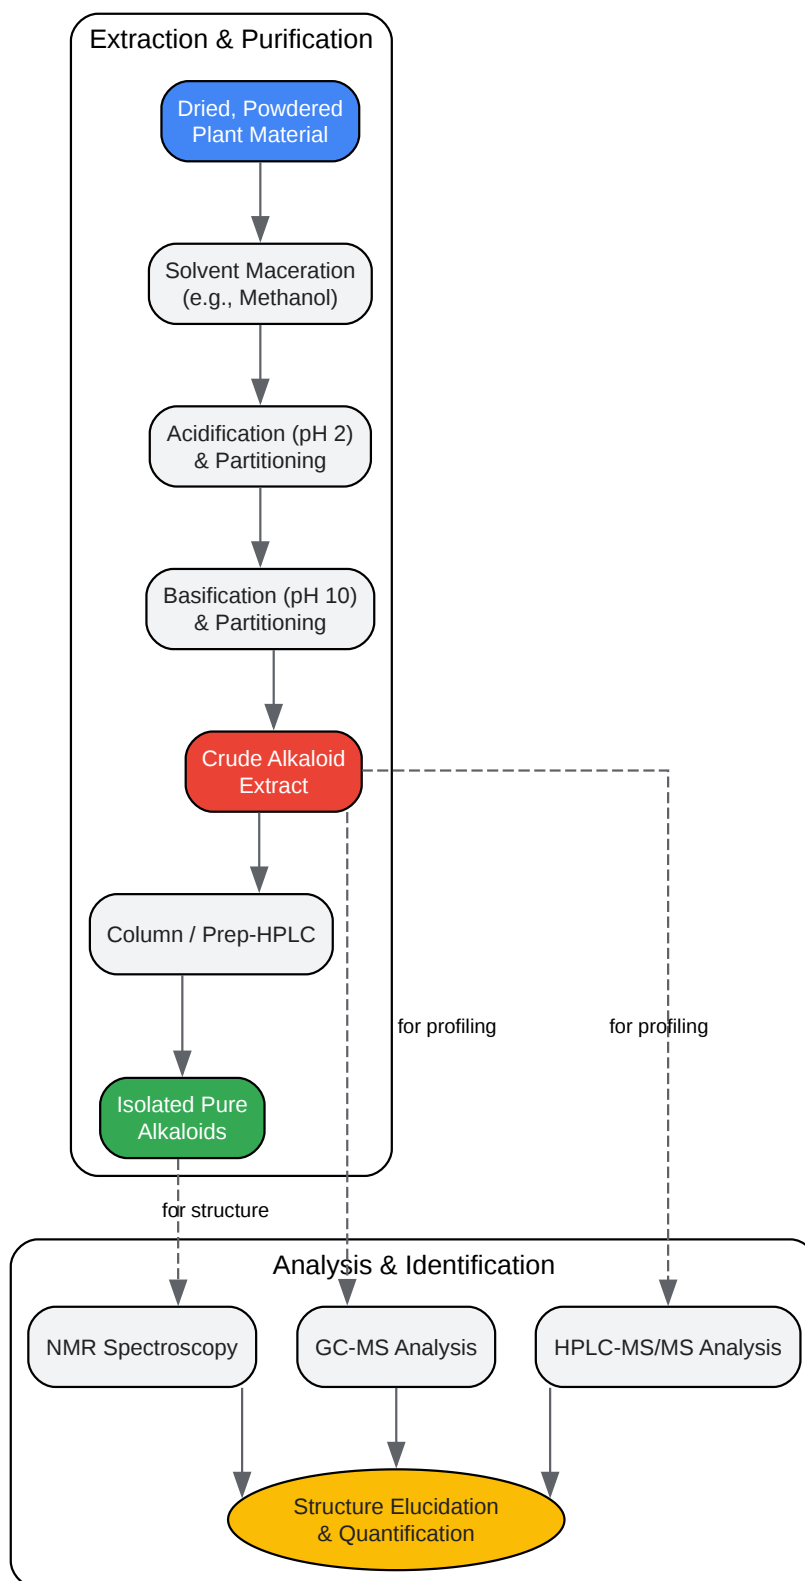 Extraction & Purification
Dried, Powdered
Plant Material
Solvent Maceration
(e.g., Methanol)
Acidification (pH 2)
& Partitioning
Basification (pH 10)
& Partitioning
Crude Alkaloid
Extract
Column / Prep-HPLC
for profiling
for profiling
Isolated Pure
Alkaloids
for structure
Analysis & Identification
NMR Spectroscopy
GC-MS Analysis
HPLC-MS/MS Analysis
Structure Elucidation
& Quantification